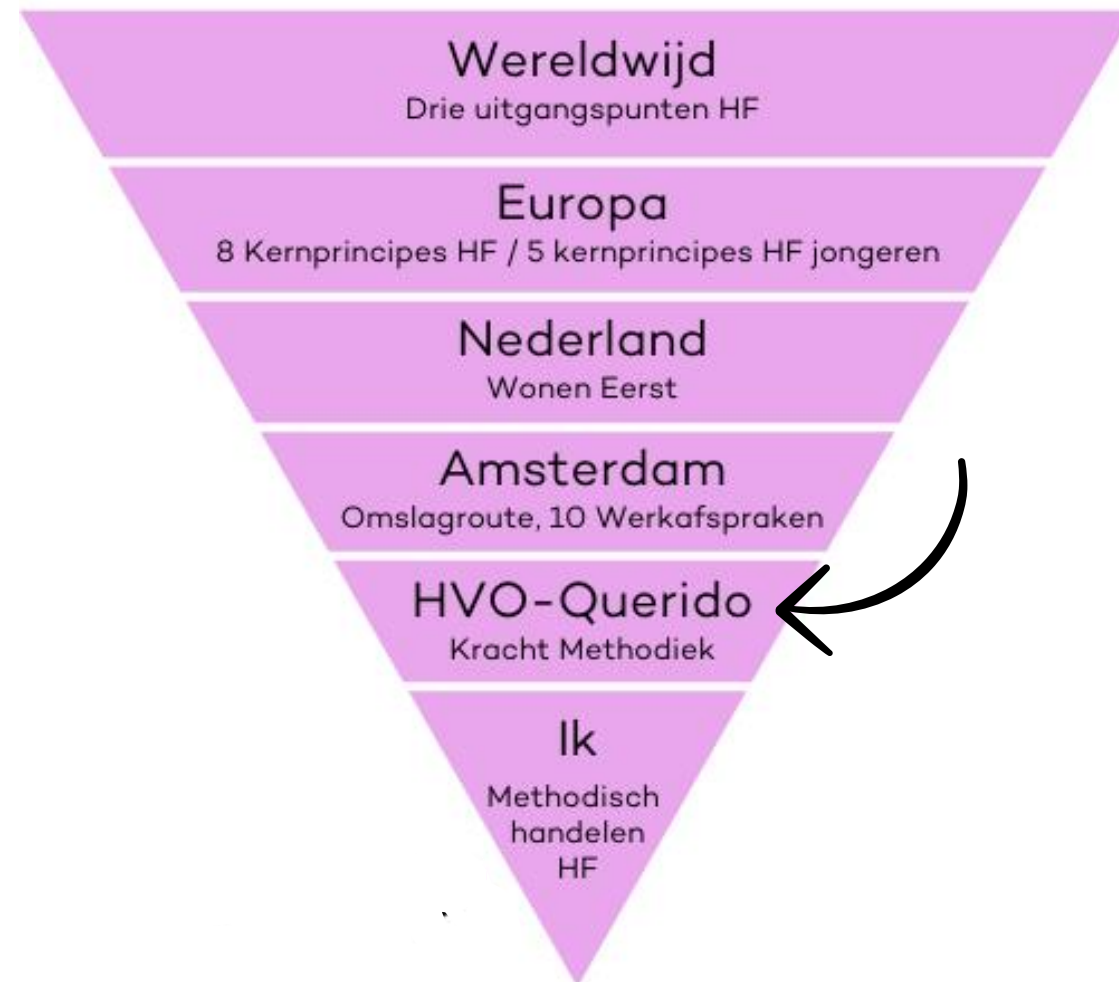 Wereldwijd
Drie uitgangspunten HF
Europa
8 Kernprincipes HF / 5 kernprincipes HF jongeren
Nederland
Wonen Eerst
Amsterdam
Omslagroute, 10 Werkafspraken
HVO-Querido
Kracht Methodiek
Ik
Methodisch
handelen
HF